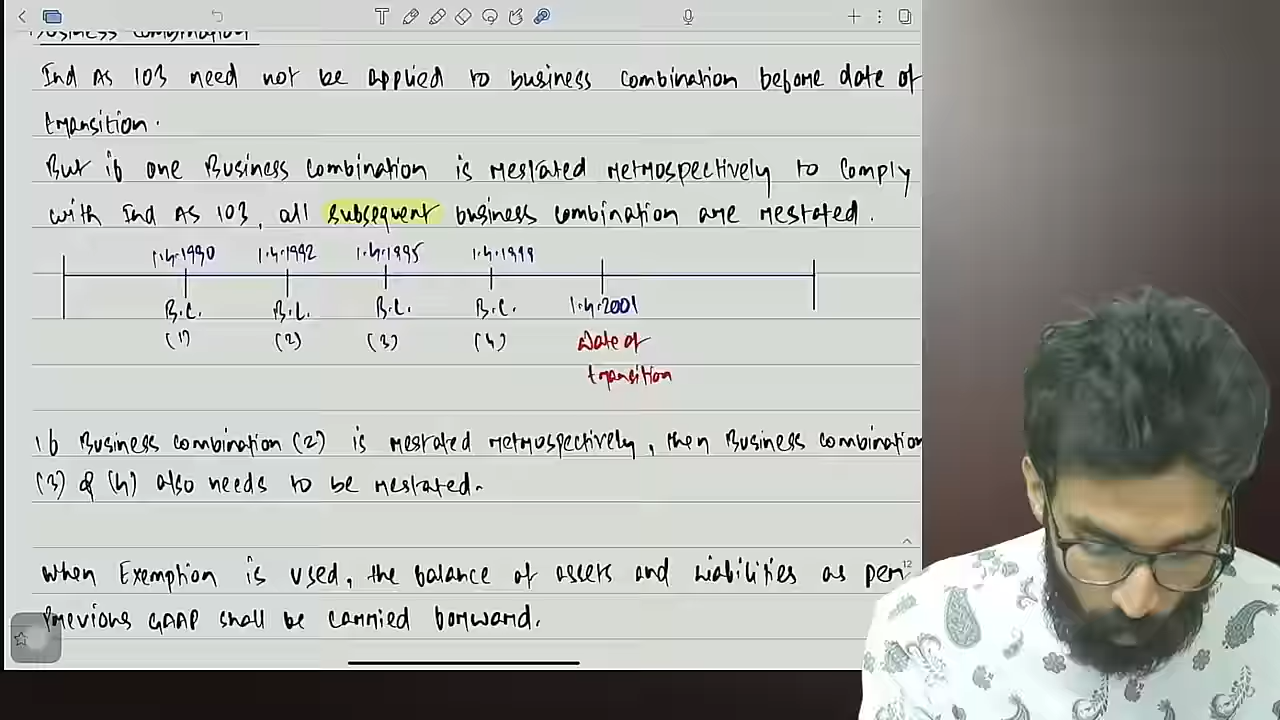 Business Combination
Ind AS 103 need not be applied to business combination before date of
transition.
But if one Business Combination is restated retrospectively to comply
with Ind AS 103, all subsequent business combination are restated.
1.4.1990 1.4.1992 1.4.1995 1.4.1999
B.C. B.C. B.C. B.C. 1.4.2001
(1) (2) (3) (4) Date of
transition
If Business combination (2) is restated retrospectively, then Business combination
(3) & (4) also needs to be restated.
When Exemption is used, the balance of assets and liabilities as per
12
Previous GAAP shall be carried forward.